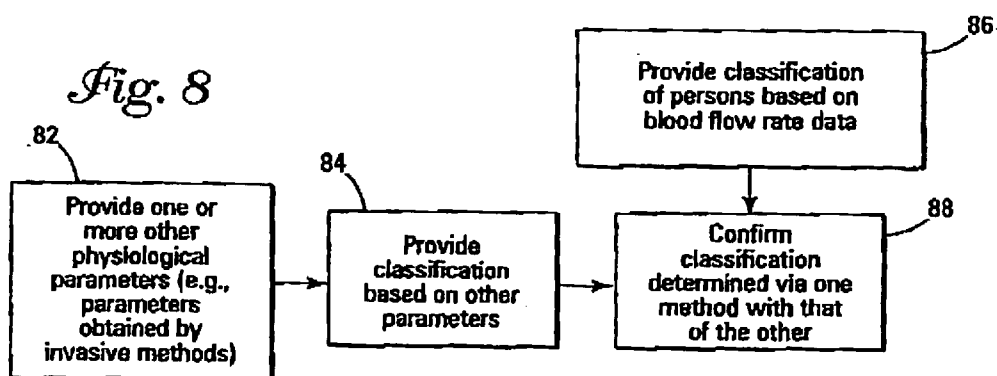 Fig. 8
82
Provide one or
more other
physiological
parameters (e.g.,
parameters
obtained by
invasive methods)
84
Provide
classification
based on other
parameters
86
Provide classification
of persons based on
blood flow rate data
88
Confirm
classification
determined via one
method with that
of the other